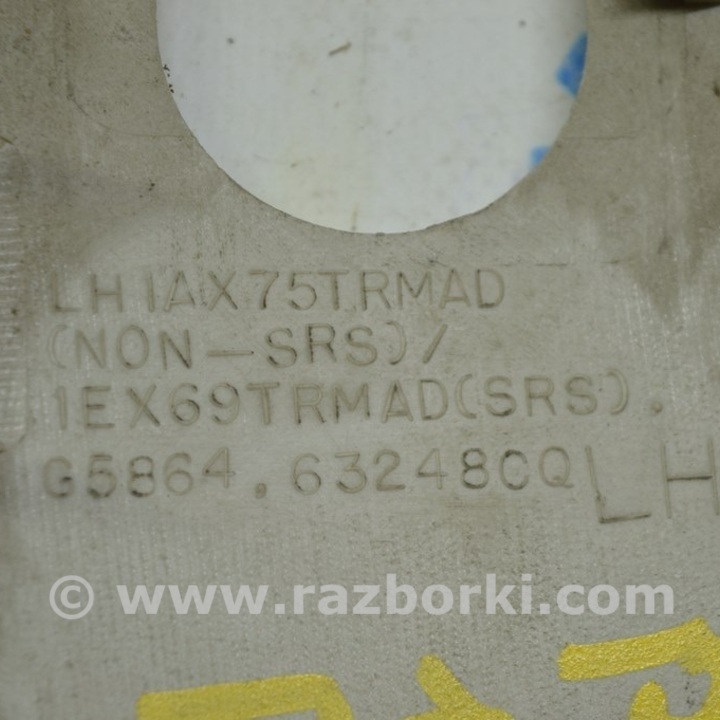 LH1AX75TRMAD
(NON-SRS)/
1EX69TRMAD(SRS).
G5864.63248CQ LH
© www.razborki.com